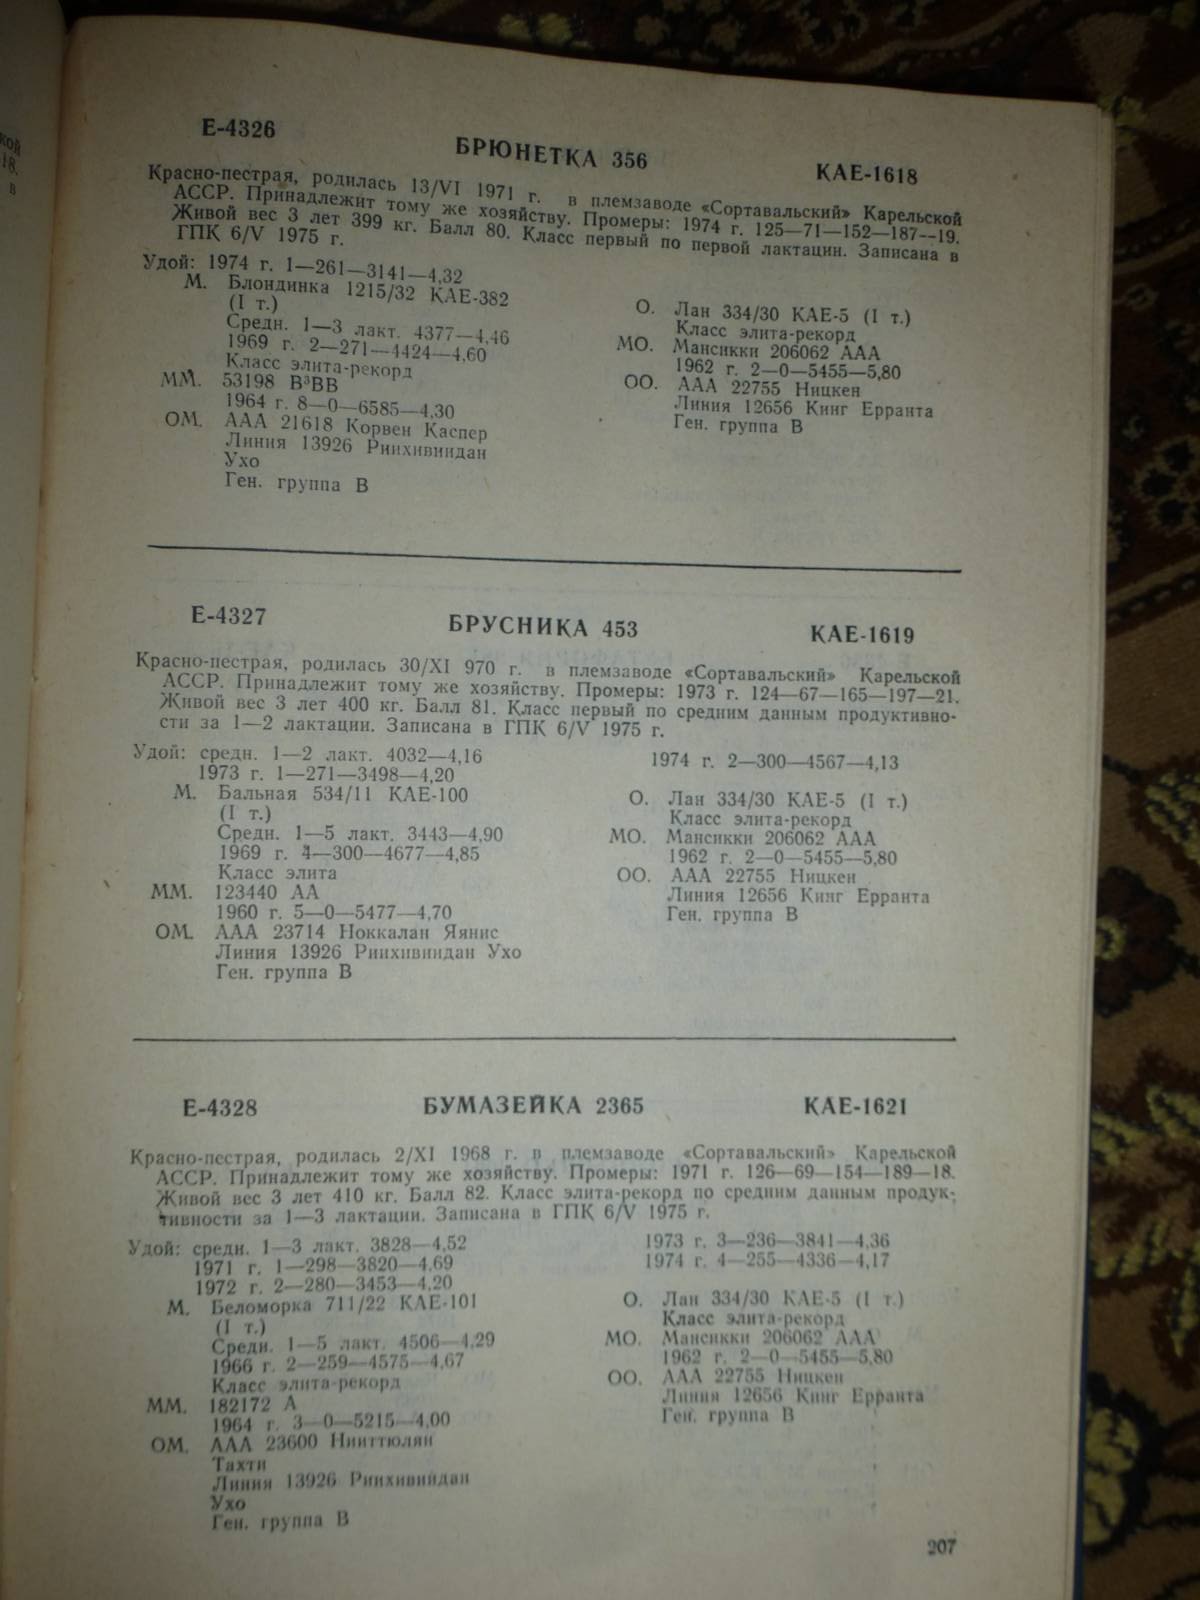 кой
18.
в
Е-4326
БРЮНЕТКА 356
КАЕ-1618
Красно-пестрая, родилась 13/VI 1971 г. в племзаводе «Сортавальский» Карельской
АССР. Принадлежит тому же хозяйству. Промеры: 1974 г. 125—71—152—187—19.
Живой вес 3 лет 399 кг. Балл 80. Класс первый по первой лактации. Записана в
ГПК 6/V 1975 г.
Удой: 1974 г. 1—261—3141—4,32
М. Блондинка 1215/32 КАЕ-382
(I т.)
Средн. 1—3 лакт. 4377—4,46
1969 г. 2—271—4424—4,60
Класс элита-рекорд
ММ. 53198 В³ВВ
1964 г. 8—0—6585—4,30
ОМ. ААА 21618 Корвен Каспер
Линия 13926 Риихивиидан
Ухо
Ген. группа В
О. Лан 334/30 КАЕ-5 (I т.)
Класс элита-рекорд
МО. Мансикки 206062 ААА
1962 г. 2—0—5455—5,80
ОО. ААА 22755 Ницкен
Линия 12656 Кинг Ерранта
Ген. группа В
Е-4327
БРУСНИКА 453
КАЕ-1619
Красно-пестрая, родилась 30/XI 970 г. в племзаводе «Сортавальский» Карельской
АССР. Принадлежит тому же хозяйству. Промеры: 1973 г. 124—67—165—197—21.
Живой вес 3 лет 400 кг. Балл 81. Класс первый по средним данным продуктивно-
сти за 1—2 лактации. Записана в ГПК 6/V 1975 г.
Удой: средн. 1—2 лакт. 4032—4,16
1973 г. 1—271—3498—4,20
1974 г. 2—300—4567—4,13
М. Бальная 534/11 КАЕ-100
(I т.)
Средн. 1—5 лакт. 3443—4,90
1969 г. 4—300—4677—4,85
Класс элита
ММ. 123440 АА
1960 г. 5—0—5477—4,70
ОМ. ААА 23714 Ноккалан Яянис
Линия 13926 Риихивиидан Ухо
Ген. группа В
О. Лан 334/30 КАЕ-5 (I т.)
Класс элита-рекорд
МО. Мансикки 206062 ААА
1962 г. 2—0—5455—5,80
ОО. ААА 22755 Ницкен
Линия 12656 Кинг Ерранта
Ген. группа В
Е-4328
БУМАЗЕЙКА 2365
КАЕ-1621
Красно-пестрая, родилась 2/XI 1968 г. в племзаводе «Сортавальский» Карельской
АССР. Принадлежит тому же хозяйству. Промеры: 1971 г. 126—69—154—189—18.
Живой вес 3 лет 410 кг. Балл 82. Класс элита-рекорд по средним данным продук-
тивности за 1—3 лактации. Записана в ГПК 6/V 1975 г.
Удой: средн. 1—3 лакт. 3828—4,52
1971 г. 1—298—3820—4,69
1972 г. 2—280—3453—4,20
1973 г. 3—236—3841—4,36
1974 г. 4—255—4336—4,17
М. Беломорка 711/22 КАЕ-101
(I т.)
Средн. 1—5 лакт. 4506—4,29
1966 г. 2—259—4575—4,67
Класс элита-рекорд
ММ. 182172 А
1964 г. 3—0—5215—4,00
ОМ. ААА 23600 Нииттюлян
Тахти
Линия 13926 Риихивиидан
Ухо
Ген. группа В
О. Лан 334/30 КАЕ-5 (I т.)
Класс элита-рекорд
МО. Мансикки 206062 ААА
1962 г. 2—0—5455—5,80
ОО. ААА 22755 Ницкен
Линия 12656 Кинг Ерранта
Ген. группа В
207